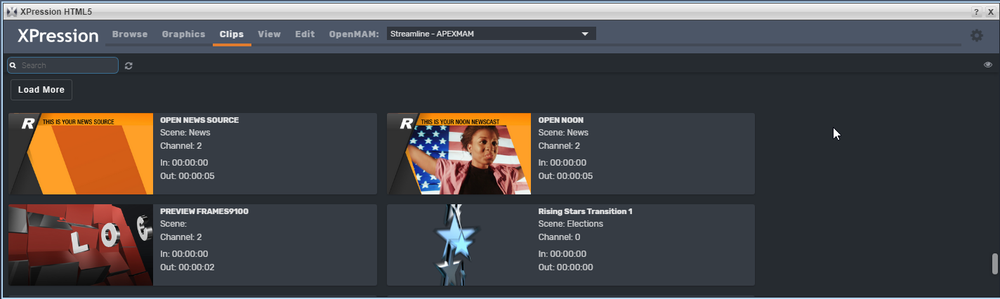 XPression HTML5
? X
XPression Browse Graphics Clips View Edit OpenMAM: Streamline - APEXMAM
Search
Load More
R THIS IS YOUR NEWS SOURCE
OPEN NEWS SOURCE
Scene: News
Channel: 2
In: 00:00:00
Out: 00:00:05
R THIS IS YOUR NOON NEWSCAST
OPEN NOON
Scene: News
Channel: 2
In: 00:00:00
Out: 00:00:05
LOG
PREVIEW FRAMES9100
Scene:
Channel: 2
In: 00:00:00
Out: 00:00:02
Rising Stars Transition 1
Scene: Elections
Channel: 0
In: 00:00:00
Out: 00:00:00